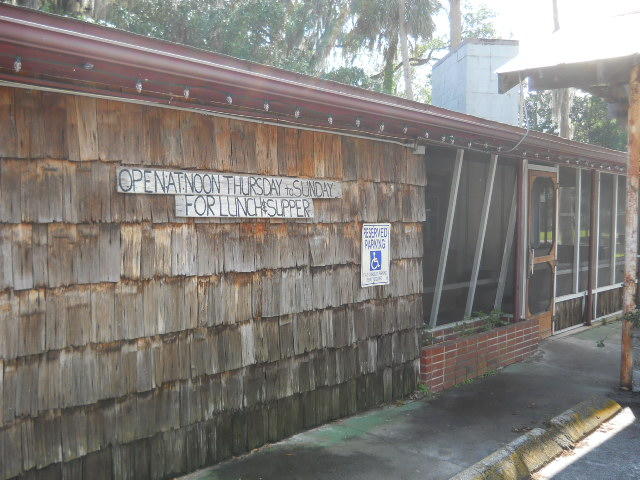 OPEN AT NOON THURSDAY TO SUNDAY
FOR LUNCH & SUPPER
RESERVED
PARKING